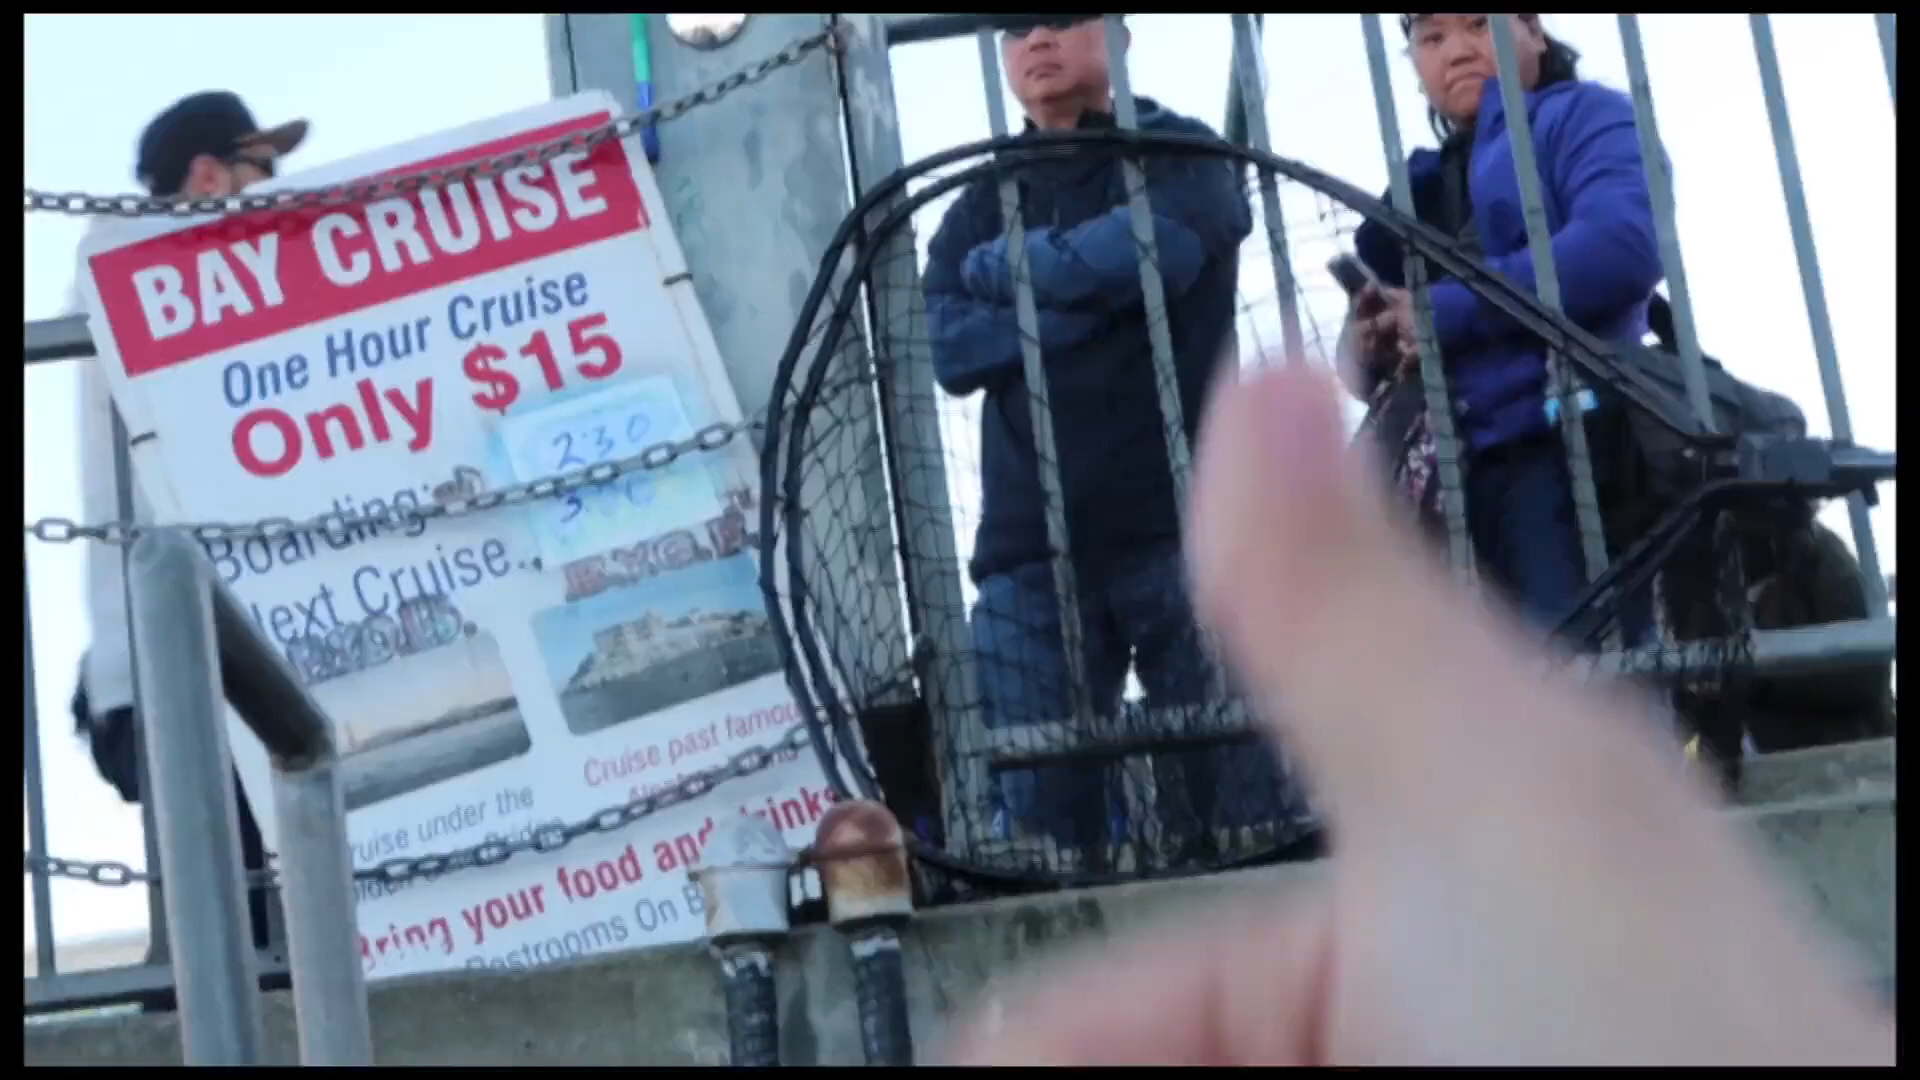 BAY CRUISE
One Hour Cruise
Only $15
2:30
Boarding:
Next Cruise..
Cruise past famous
Cruise under the
Bring your food and drinks
Restrooms On B